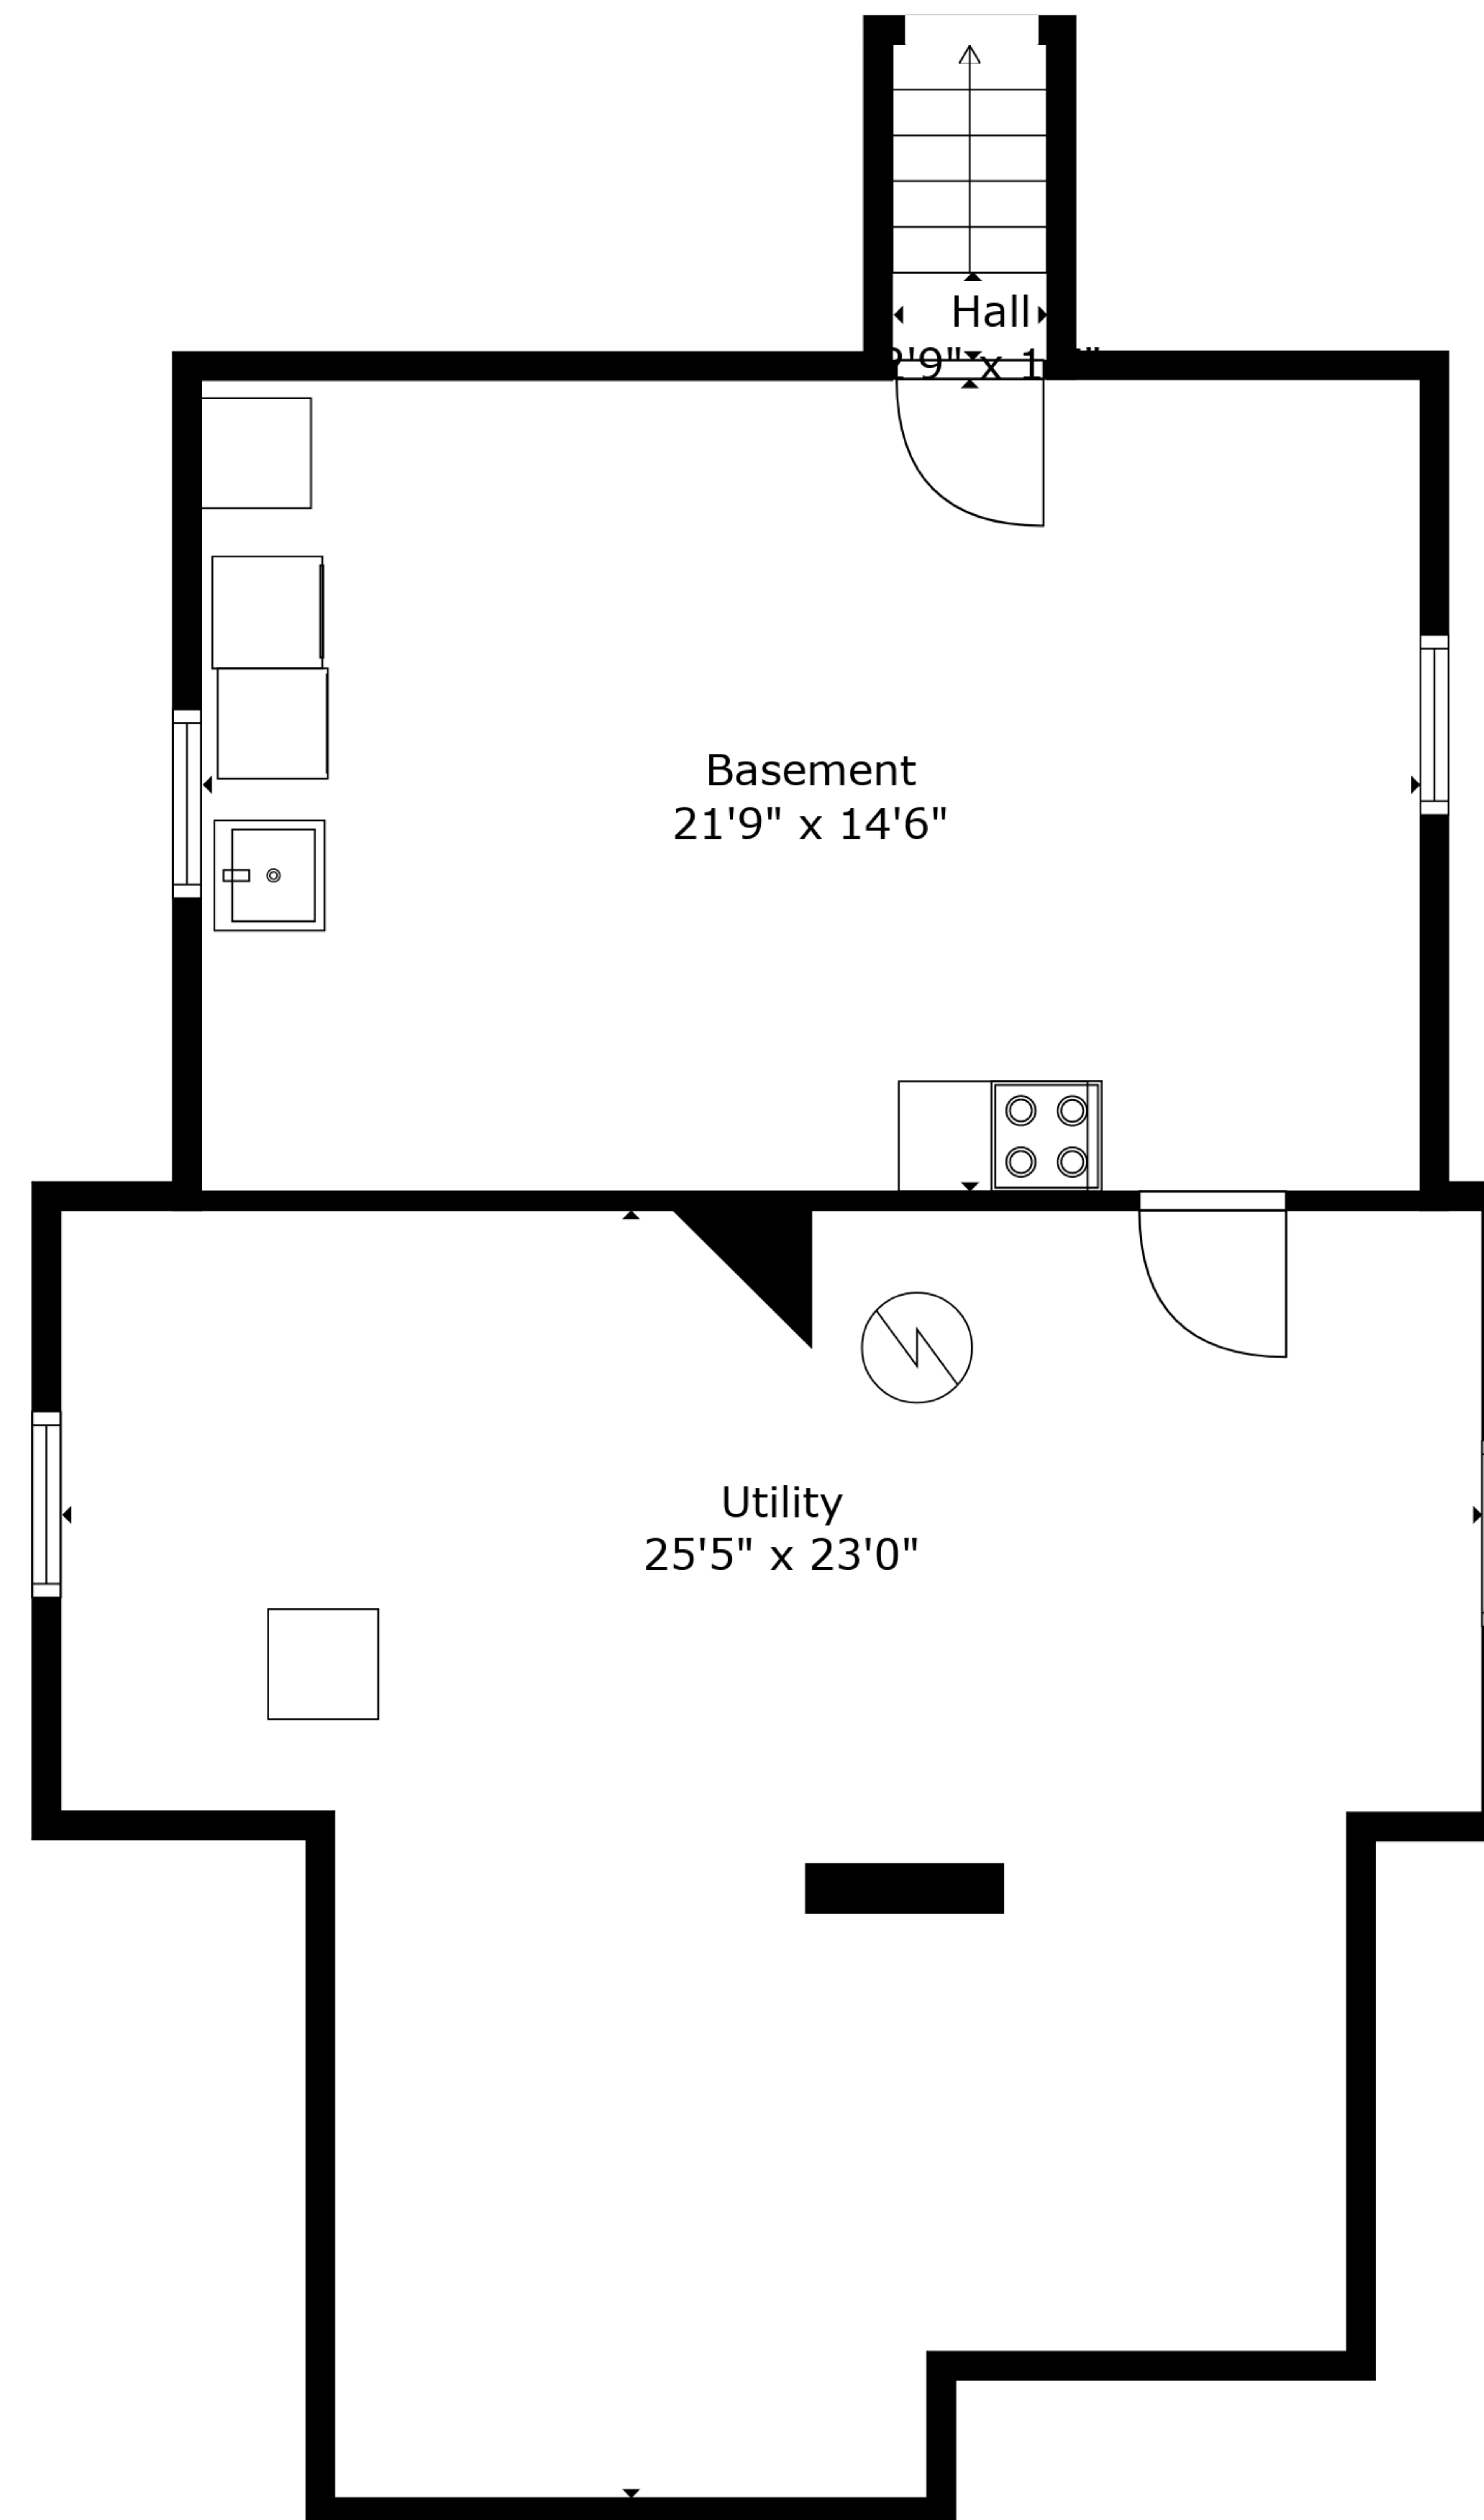 Hall
x
Basement
21'9" x 14'6"
Utility
25'5" x 23'0"